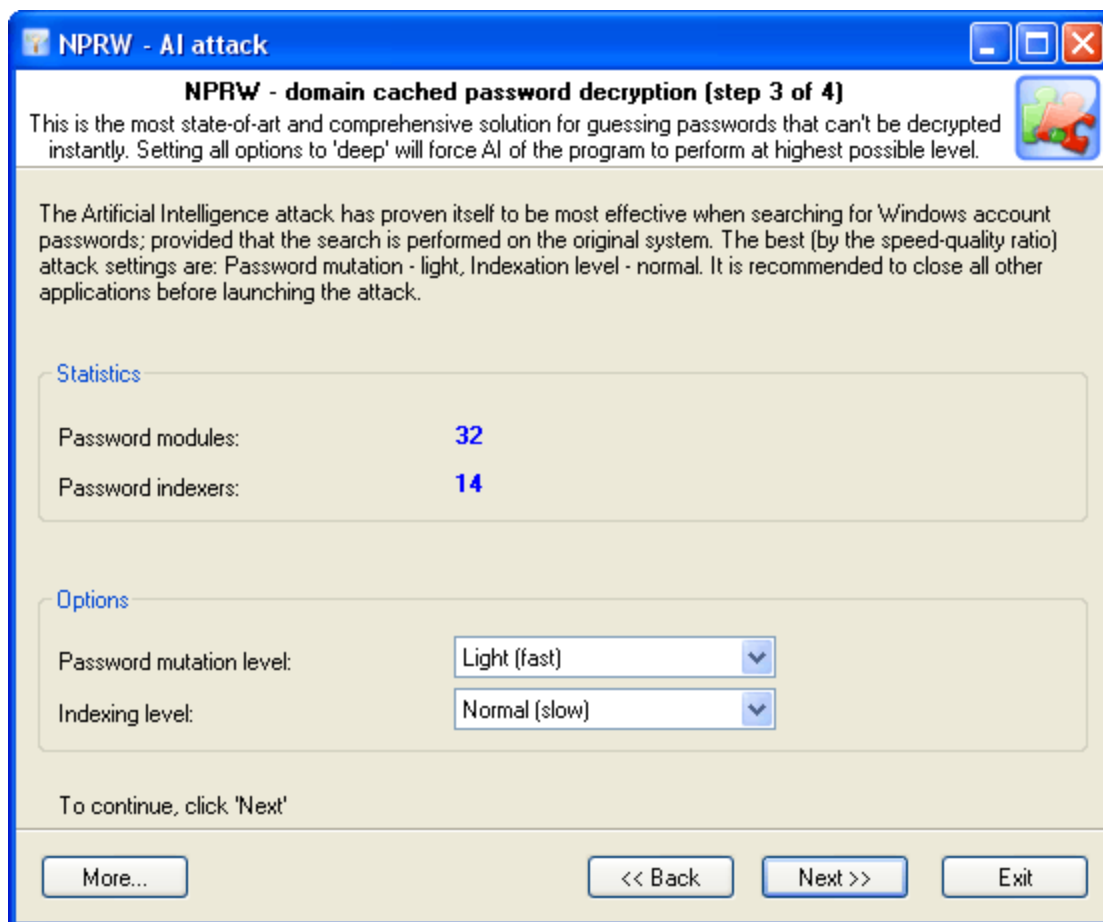 NPRW - AI attack
NPRW - domain cached password decryption (step 3 of 4)
This is the most state-of-art and comprehensive solution for guessing passwords that can't be decrypted
instantly. Setting all options to 'deep' will force AI of the program to perform at highest possible level.
The Artificial Intelligence attack has proven itself to be most effective when searching for Windows account
passwords; provided that the search is performed on the original system. The best (by the speed-quality ratio)
attack settings are: Password mutation - light, Indexation level - normal. It is recommended to close all other
applications before launching the attack.
Statistics
Password modules: 32
Password indexers: 14
Options
Password mutation level: Light (fast)
Indexing level: Normal (slow)
To continue, click 'Next'
More... << Back Next >> Exit